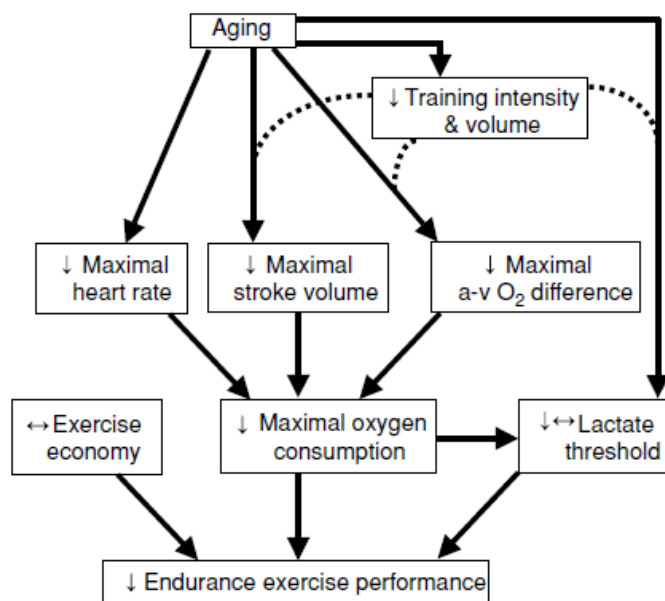 Aging
↓ Training intensity
& volume
↓ Maximal
heart rate
↓ Maximal
stroke volume
↓ Maximal
a-v O₂ difference
↔ Exercise
economy
↓ Maximal oxygen
consumption
↓↔ Lactate
threshold
↓ Endurance exercise performance